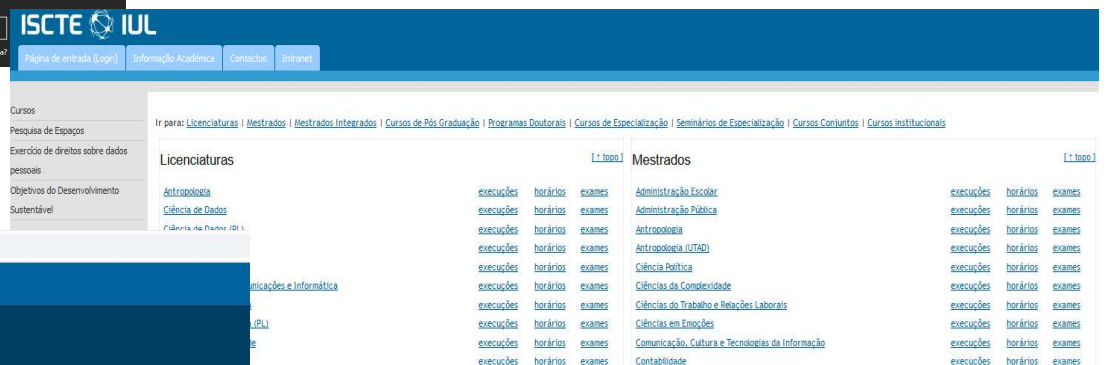 a?
ISCTE IUL
Página de entrada (Login) Informação Académica Contactos Intranet
Cursos
Pesquisa de Espaços
Exercício de direitos sobre dados
pessoais
Objetivos do Desenvolvimento
Sustentável
Ir para: Licenciaturas | Mestrados | Mestrados Integrados | Cursos de Pós Graduação | Programas Doutorais | Cursos de Especialização | Seminários de Especialização | Cursos Conjuntos | Cursos institucionais
Licenciaturas [↑ topo]
Antropologia execuções horários exames
Ciência de Dados execuções horários exames
Ciência de Dados (PL) execuções horários exames
execuções horários exames
execuções horários exames
unicações e Informática execuções horários exames
execuções horários exames
(PL) execuções horários exames
execuções horários exames
execuções horários exames
Mestrados [↑ topo]
Administração Escolar execuções horários exames
Administração Pública execuções horários exames
Antropologia execuções horários exames
Antropologia (UTAD) execuções horários exames
Ciência Política execuções horários exames
Ciências da Complexidade execuções horários exames
Ciências do Trabalho e Relações Laborais execuções horários exames
Ciências em Emoções execuções horários exames
Comunicação, Cultura e Tecnologias da Informação execuções horários exames
Contabilidade execuções horários exames